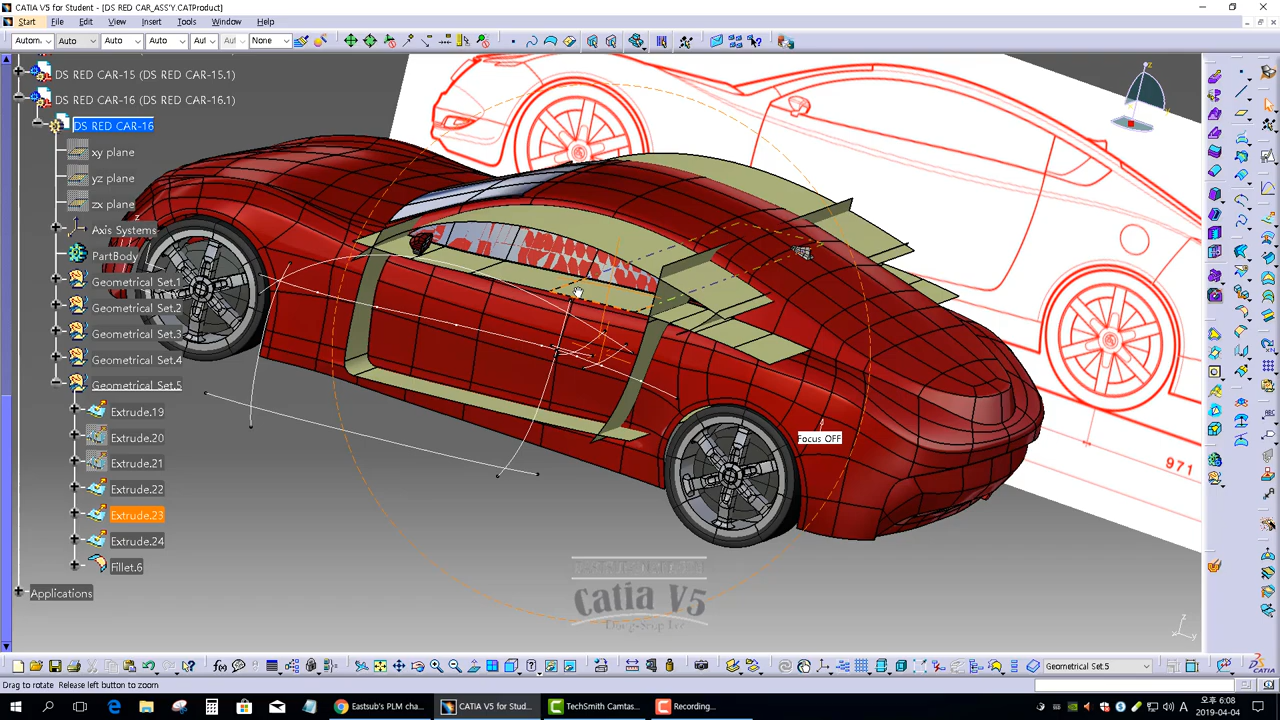 CATIA V5 for Student - [DS RED CAR_ASS'Y.CATProduct]
Start File Edit View Insert Tools Window Help
Autom. Auto Auto Auto Aut Aut None
DS RED CAR-15 (DS RED CAR-15.1)
DS RED CAR-16 (DS RED CAR-16.1)
DS RED CAR-16
xy plane
yz plane
zx plane
Axis Systems
PartBody
Geometrical Set.1
Geometrical Set.2
Geometrical Set.3
Geometrical Set.4
Geometrical Set.5
Extrude.19
Extrude.20
Extrude.21
Extrude.22
Extrude.23
Extrude.24
Fillet.6
Applications
z
Focus OFF
971
Catia V5
z
x
y
Geometrical Set.5
Drag to rotate Release left button to zoom
Eastsub's PLM cha... CATIA V5 for Stud... TechSmith Camtas... Recording...
A 오후 6:08
2019-04-04